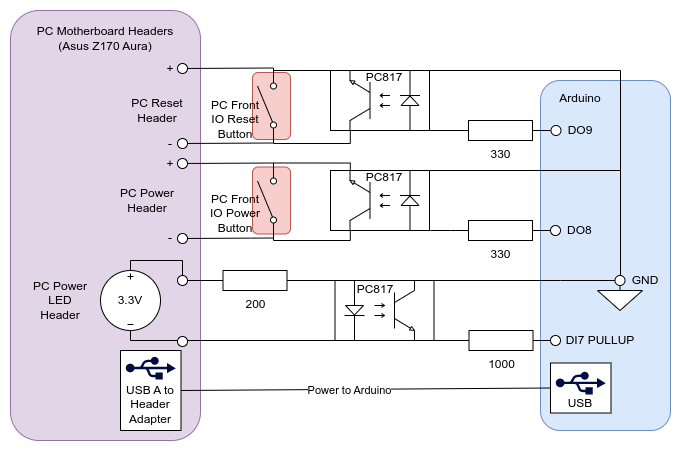 PC Motherboard Headers
(Asus Z170 Aura)
+
PC817
Arduino
PC Reset
Header
PC Front
IO Reset
Button
DO9
-
330
+
PC817
PC Power
Header
PC Front
IO Power
Button
DO8
-
330
+
3.3V
−
PC Power
LED
Header
200
PC817
GND
DI7 PULLUP
1000
USB A to
Header
Adapter
Power to Arduino
USB